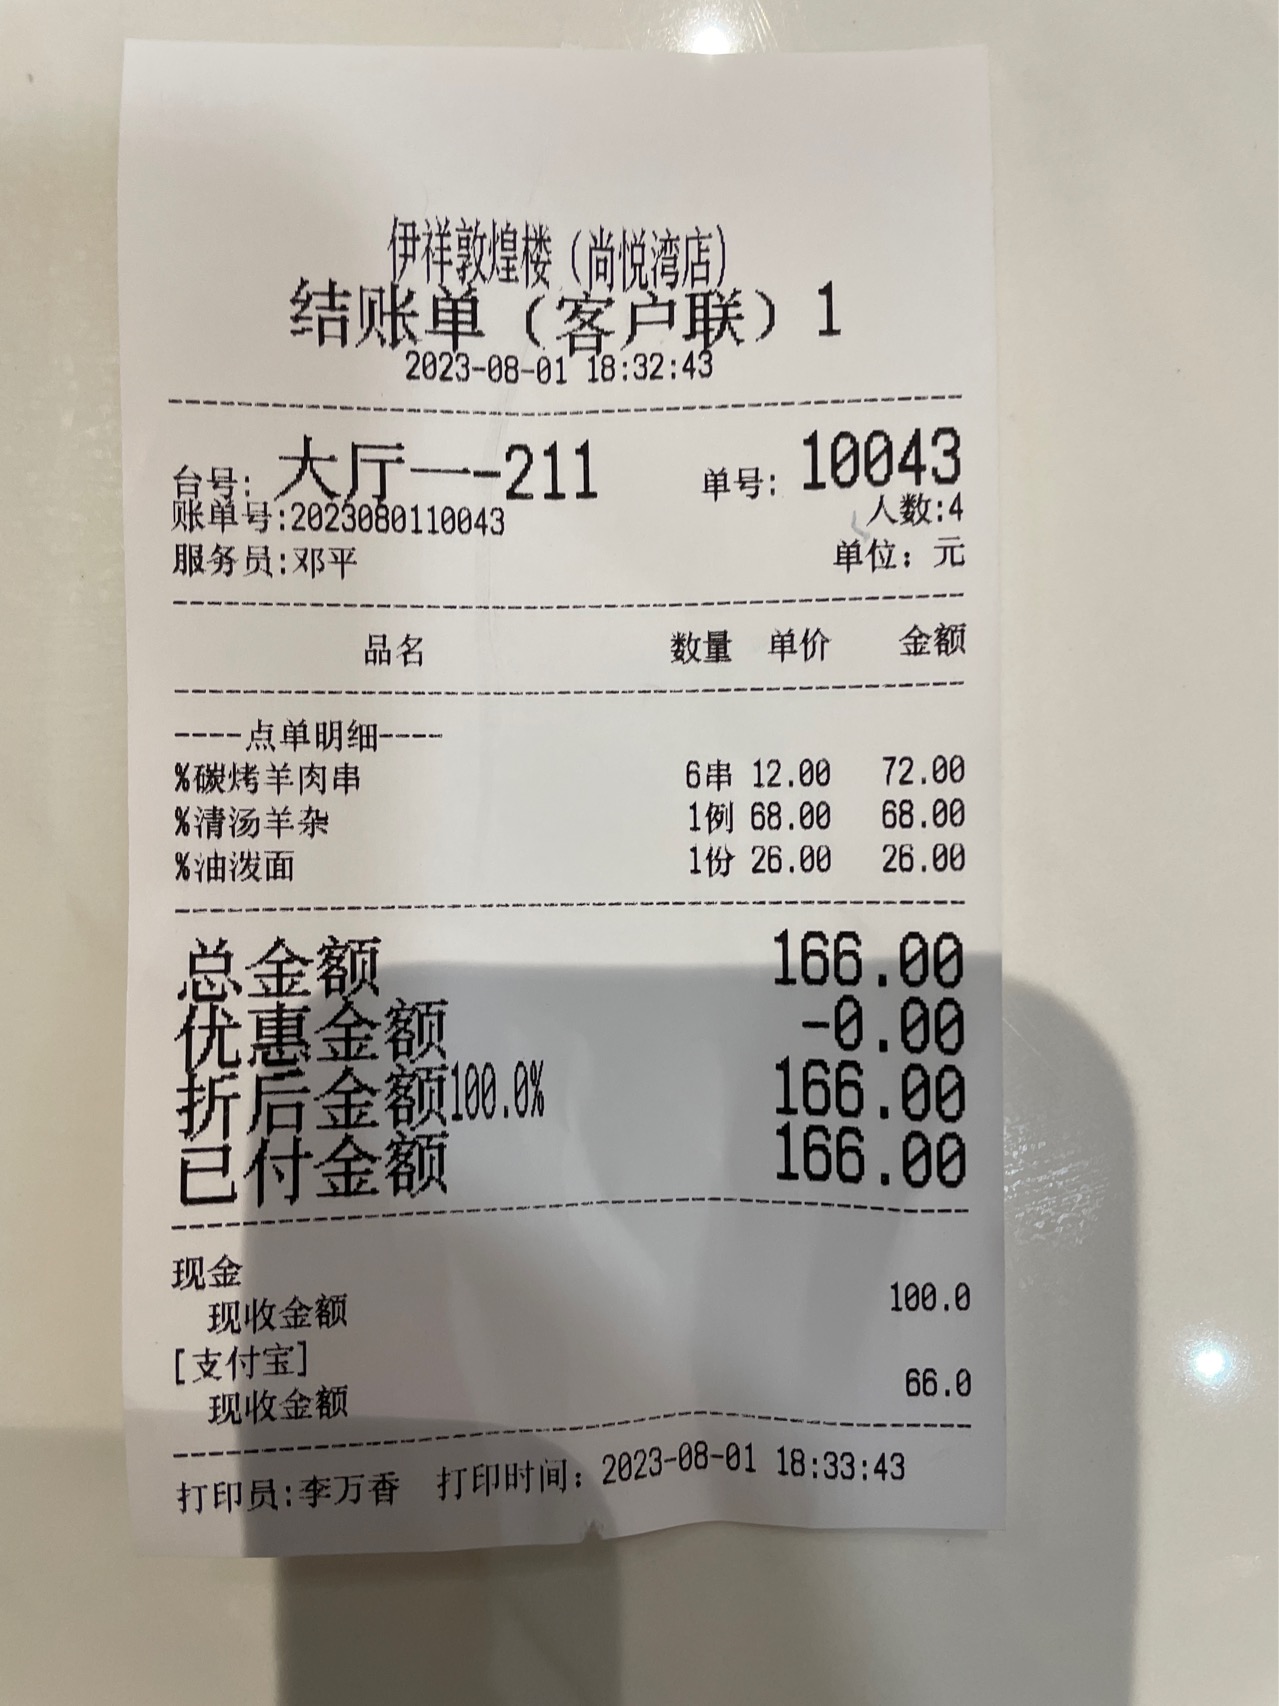 伊祥敦煌楼（尚悦湾店）
结账单（客户联）1
2023-08-01 18:32:43
台号: 大厅一-211 单号: 10043
账单号:2023080110043 人数:4
服务员:邓平 单位：元
品名 数量 单价 金额
----点单明细----
%碳烤羊肉串 6串 12.00 72.00
%清汤羊杂 1例 68.00 68.00
%油泼面 1份 26.00 26.00
总金额 166.00
优惠金额 -0.00
折后金额100.0% 166.00
已付金额 166.00
现金
现收金额 100.0
[支付宝]
现收金额 66.0
打印员:李万香 打印时间：2023-08-01 18:33:43